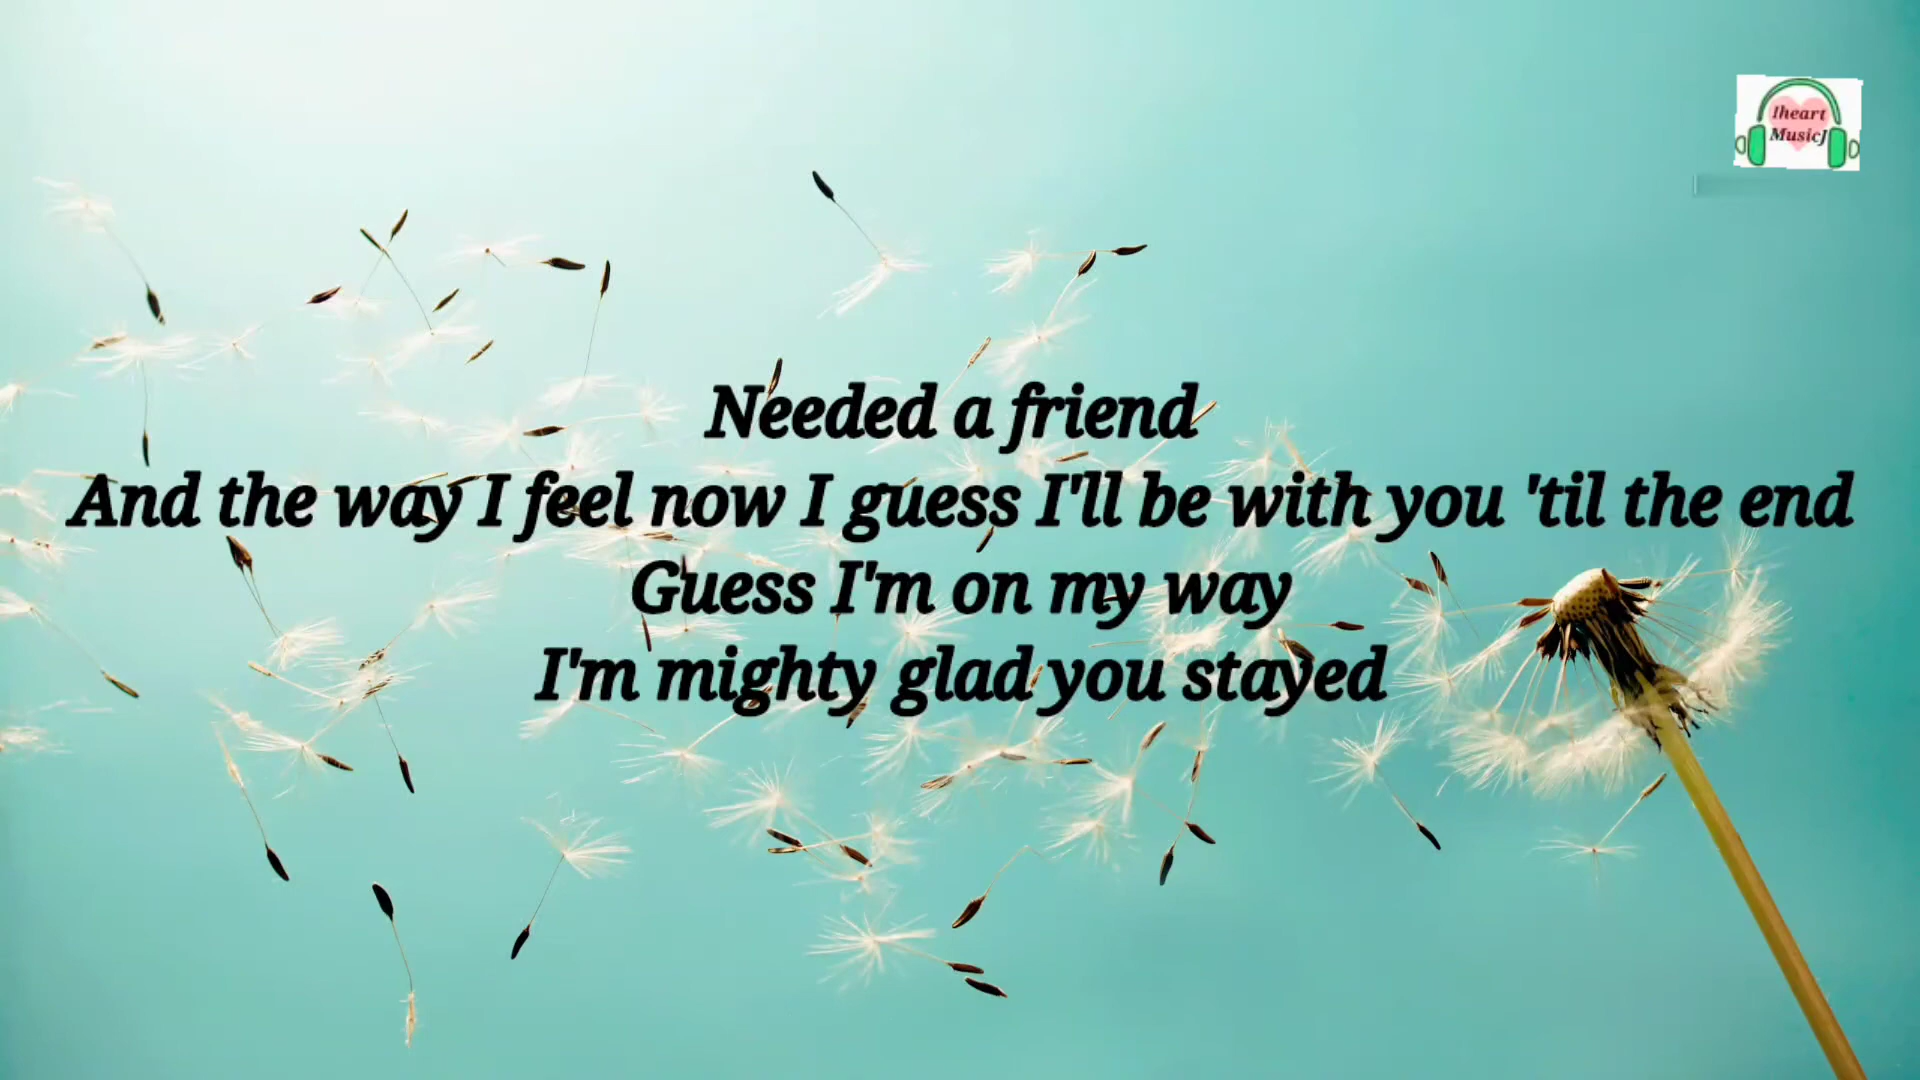 Iheart
MusicJ
Needed a friend
And the way I feel now I guess I'll be with you 'til the end
Guess I'm on my way
I'm mighty glad you stayed